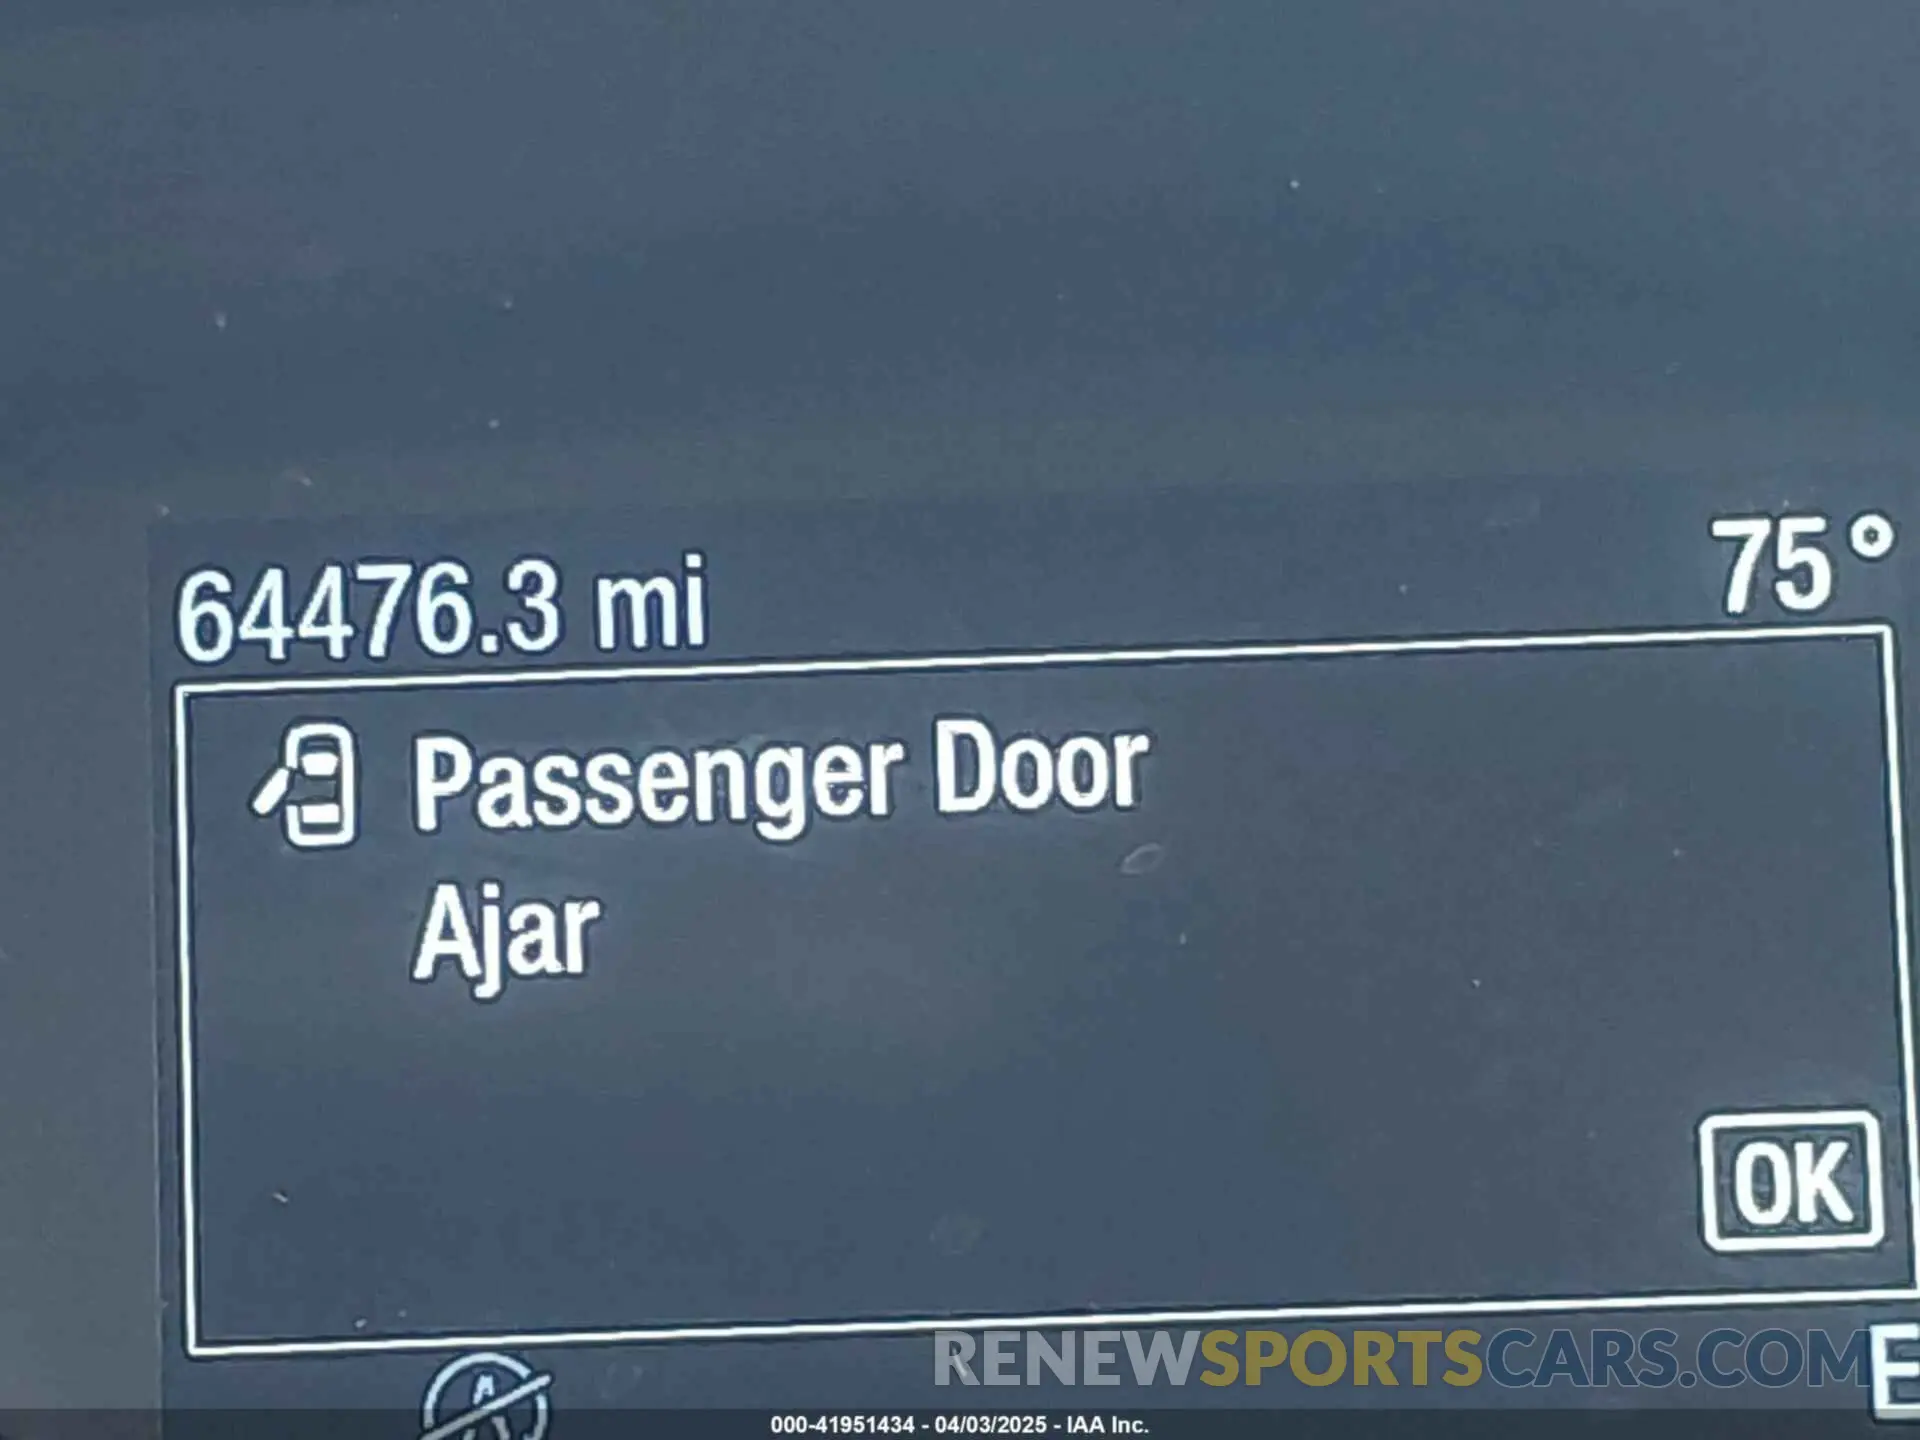 64476.3 mi 75°
Passenger Door
Ajar
OK
RENEWSPORTSCARS.COM
E
000-41951434 - 04/03/2025 - IAA Inc.